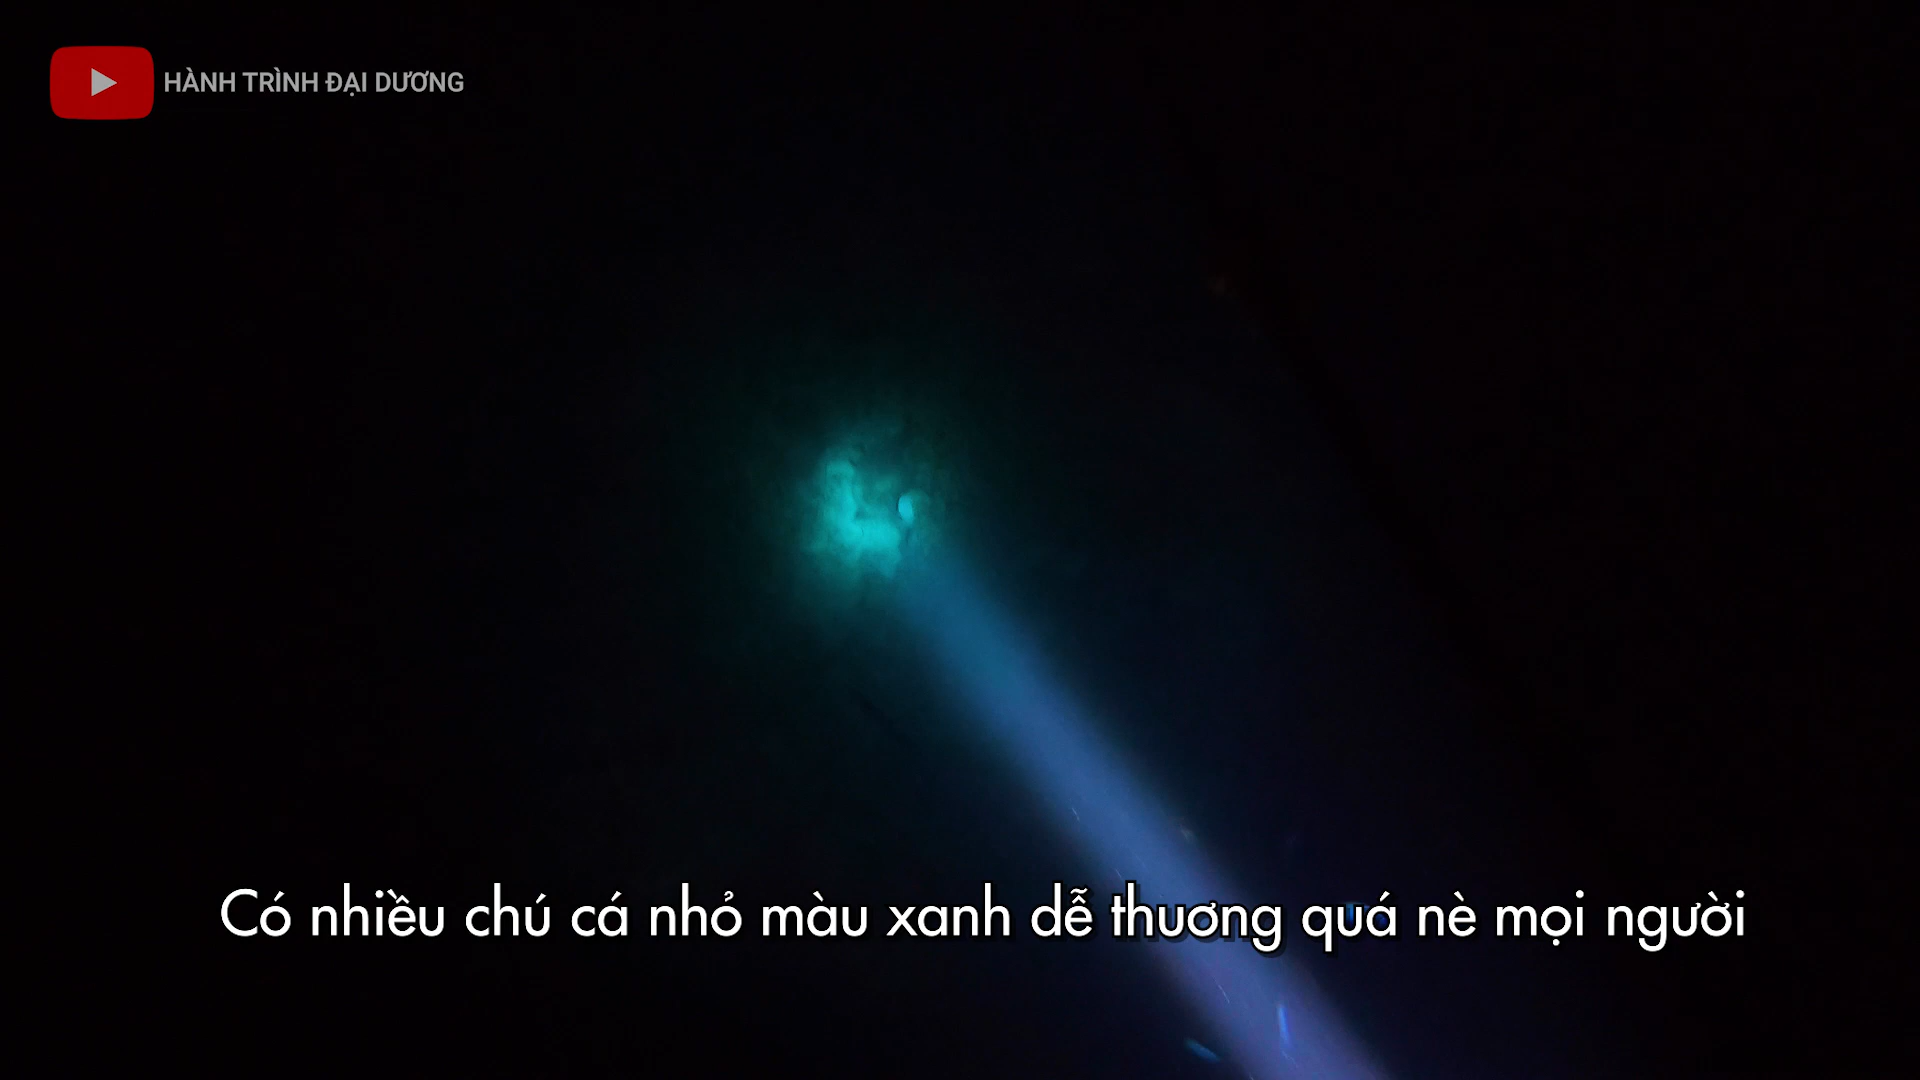 HÀNH TRÌNH ĐẠI DƯƠNG
Có nhiều chú cá nhỏ màu xanh dễ thương quá nè mọi người